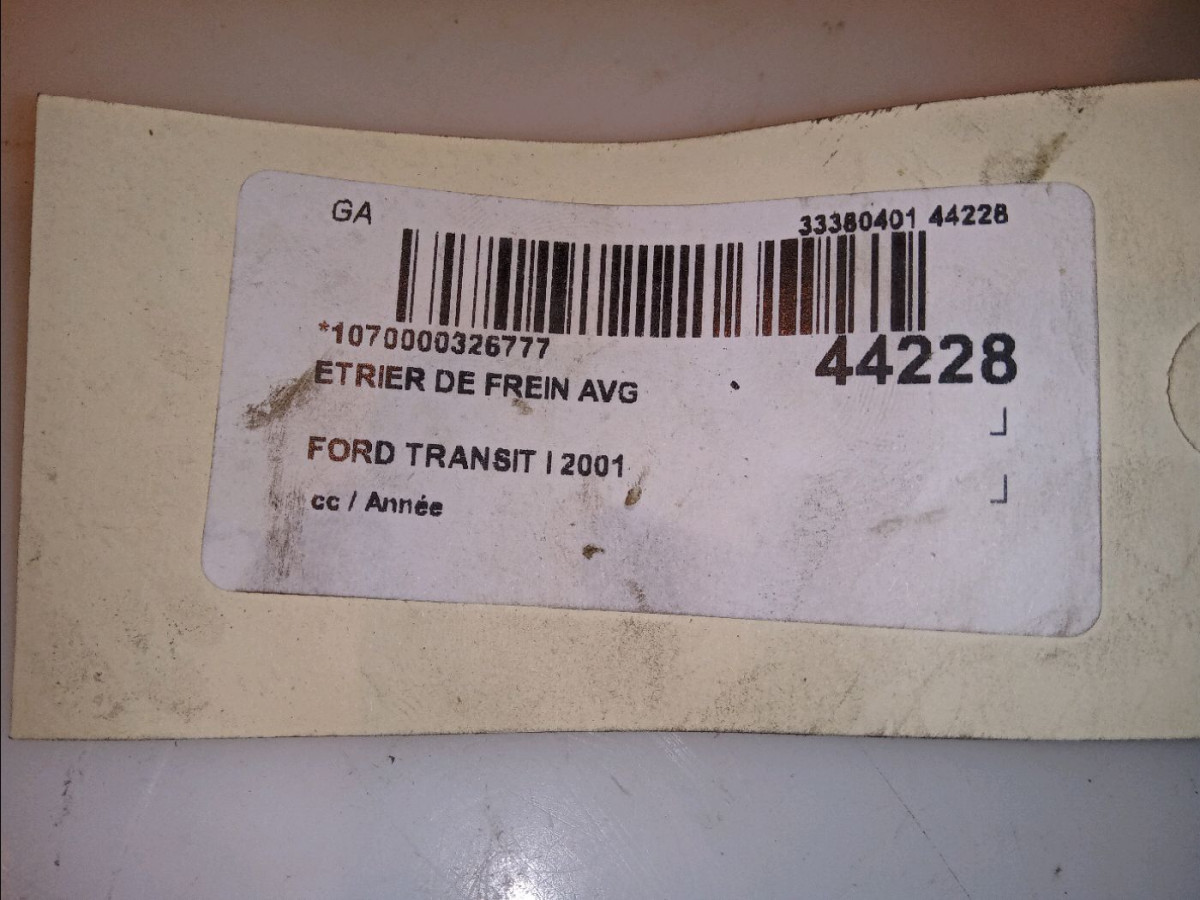 GA
33380401 44228
*1070000326777
44228
ETRIER DE FREIN AVG
FORD TRANSIT I 2001
cc / Année